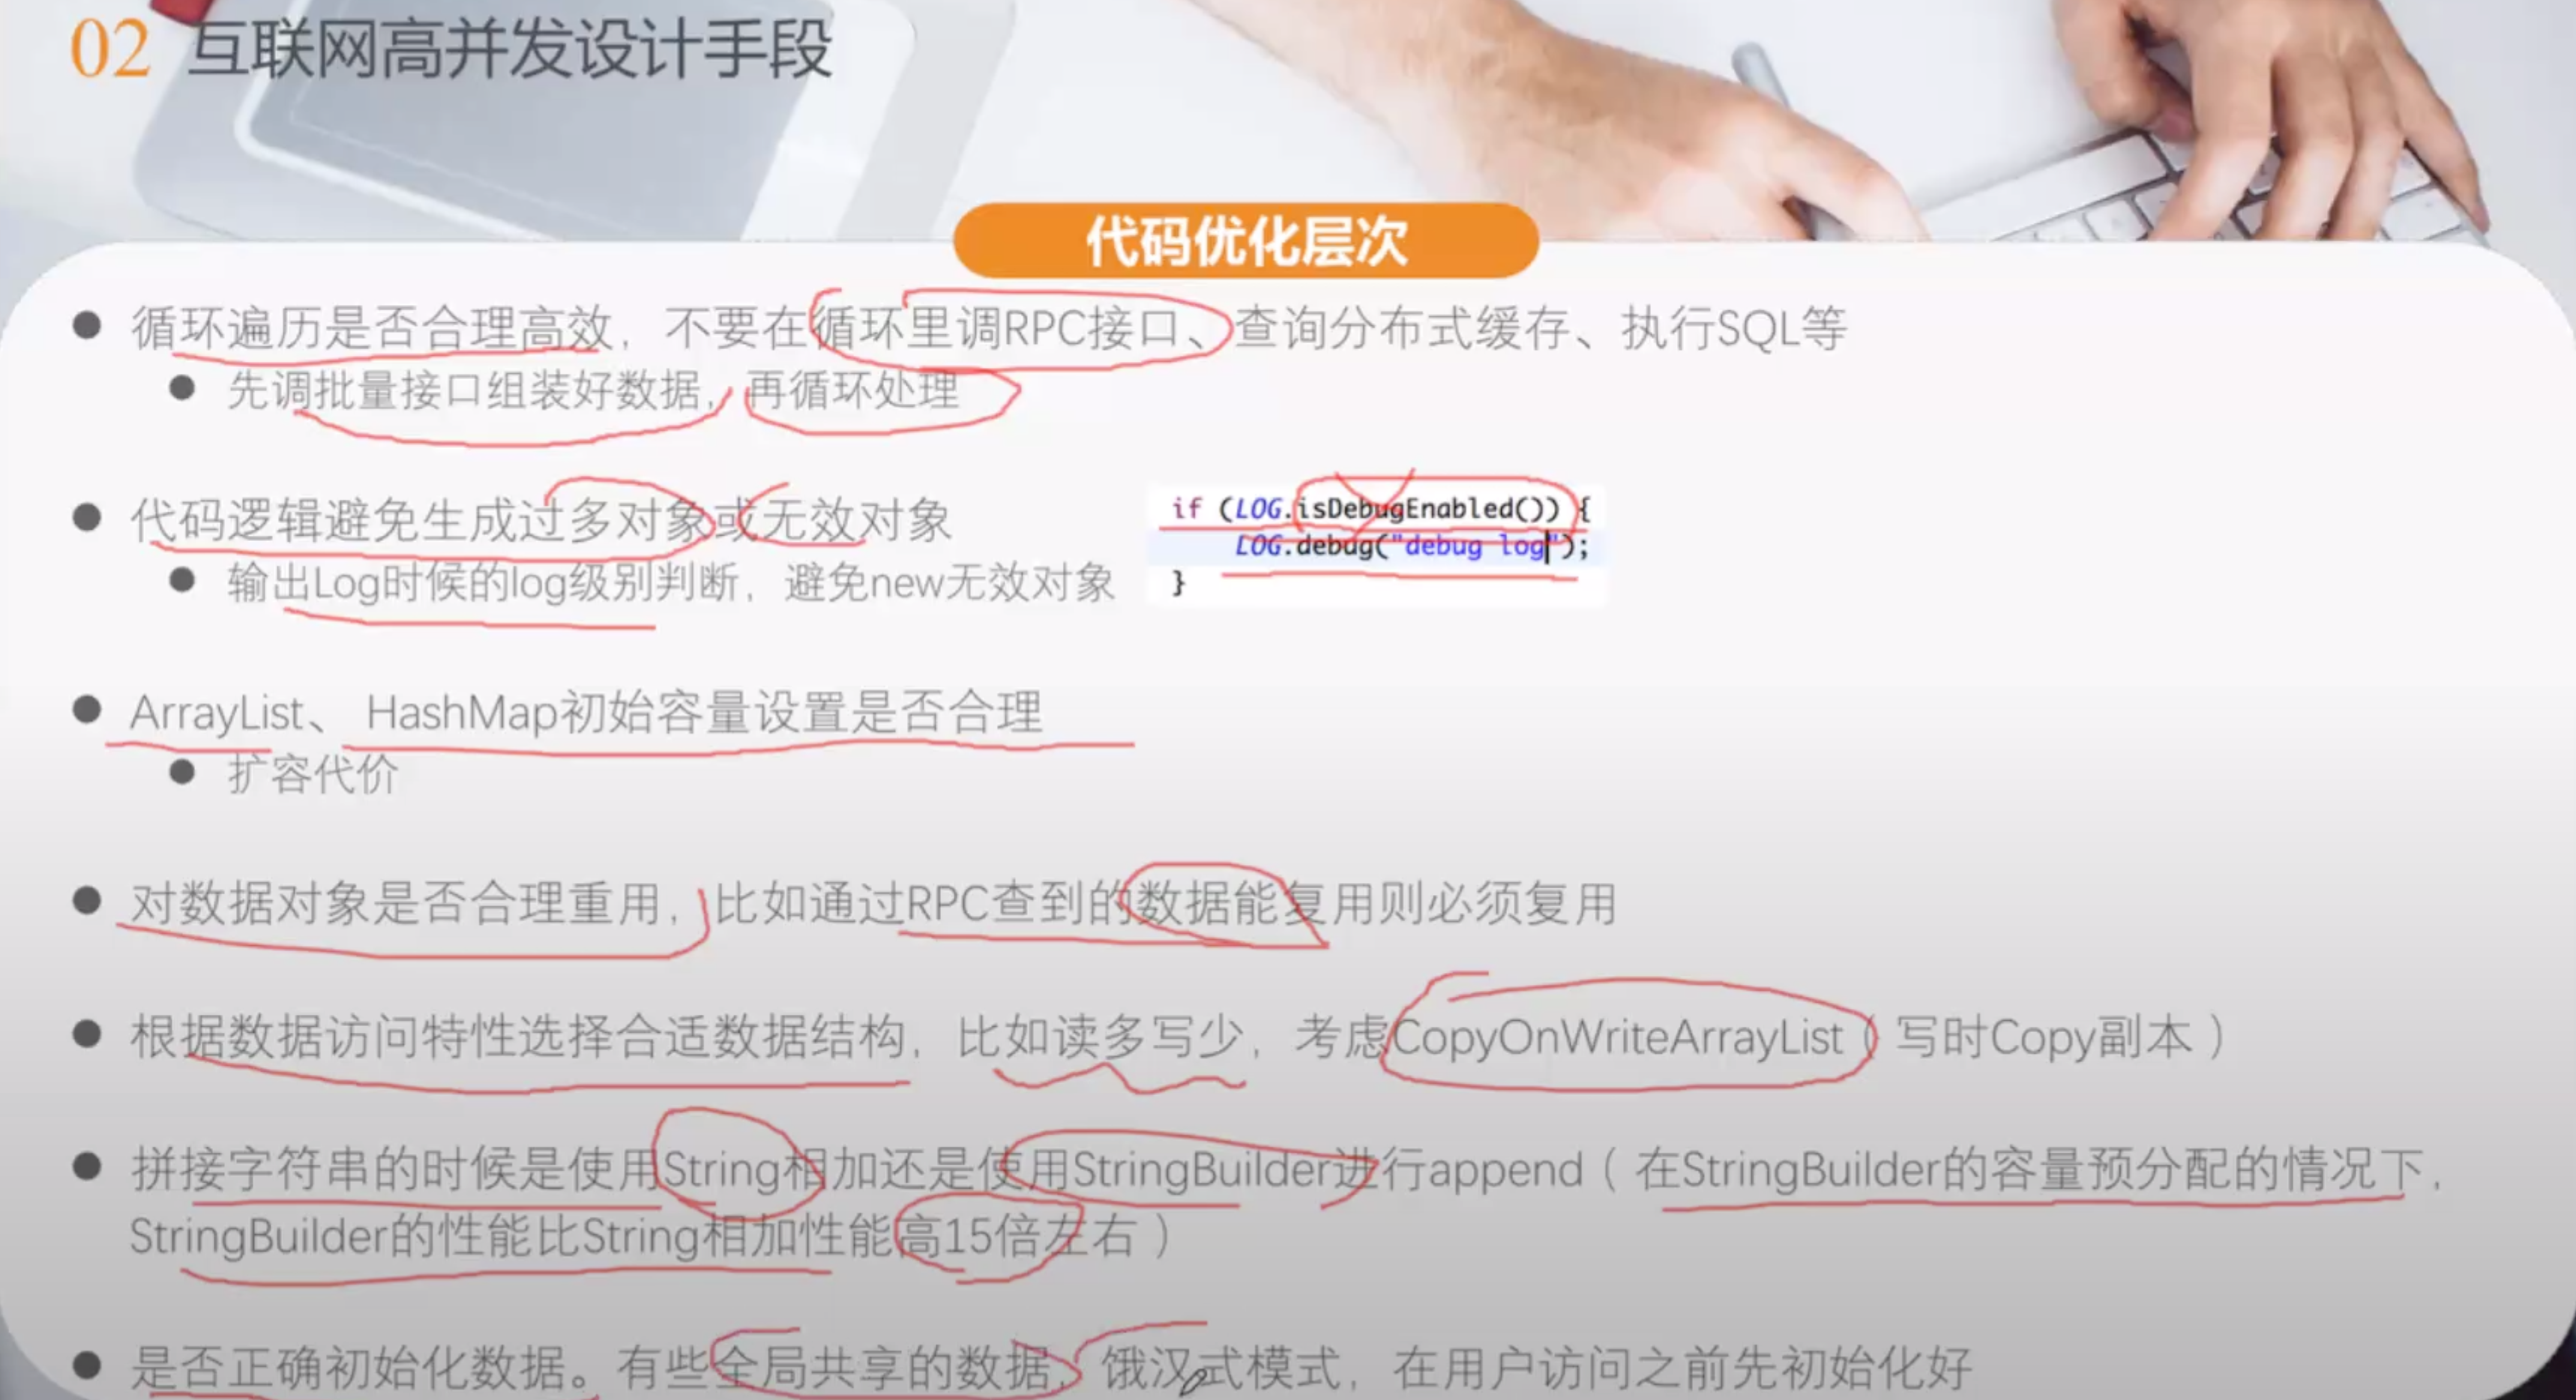 02 互联网高并发设计手段
代码优化层次
循环遍历是否合理高效，不要在循环里调RPC接口、查询分布式缓存、执行SQL等
先调批量接口组装好数据，再循环处理
代码逻辑避免生成过多对象或无效对象
输出Log时候的log级别判断，避免new无效对象
if (LOG.isDebugEnabled()) {
LOG.debug("debug log");
}
ArrayList、HashMap初始容量设置是否合理
扩容代价
对数据对象是否合理重用，比如通过RPC查到的数据能复用则必须复用
根据数据访问特性选择合适数据结构，比如读多写少，考虑CopyOnWriteArrayList（写时Copy副本）
拼接字符串的时候是使用String相加还是使用StringBuilder进行append（在StringBuilder的容量预分配的情况下，
StringBuilder的性能比String相加性能高15倍左右）
是否正确初始化数据。有些全局共享的数据，饿汉式模式，在用户访问之前先初始化好